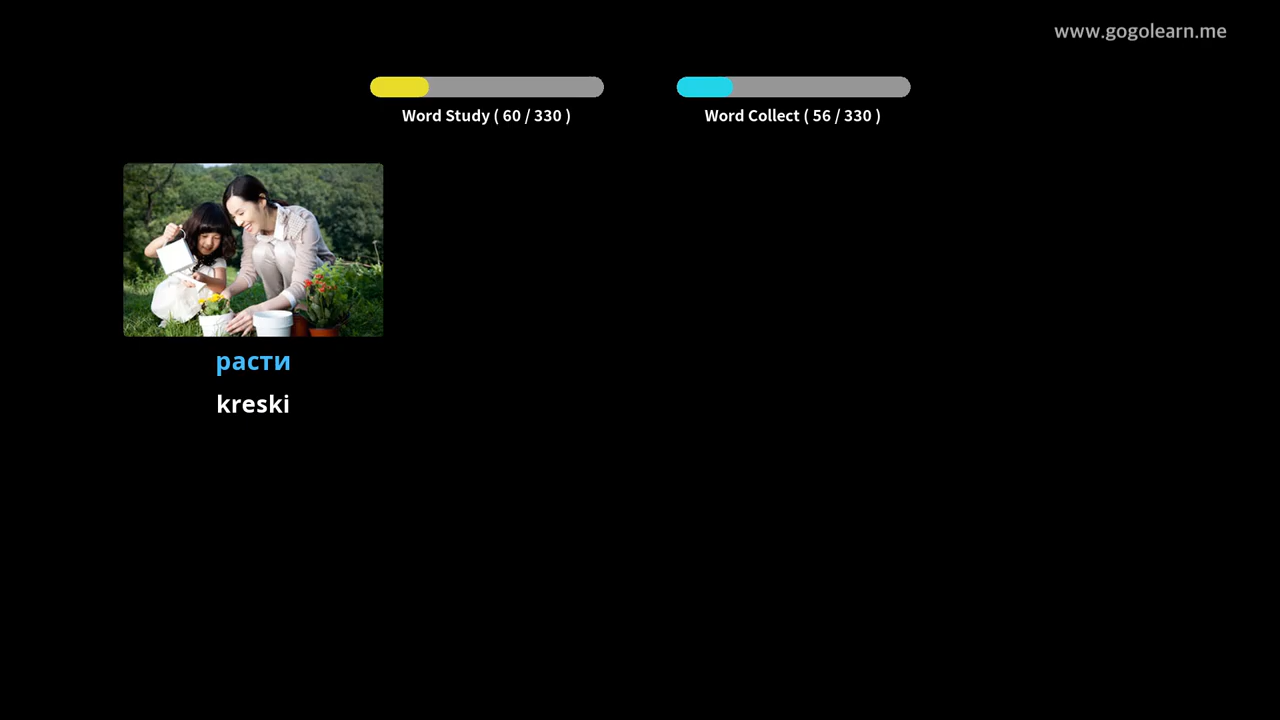 www.gogolearn.me
Word Study ( 60 / 330 )
Word Collect ( 56 / 330 )
расти
kreski